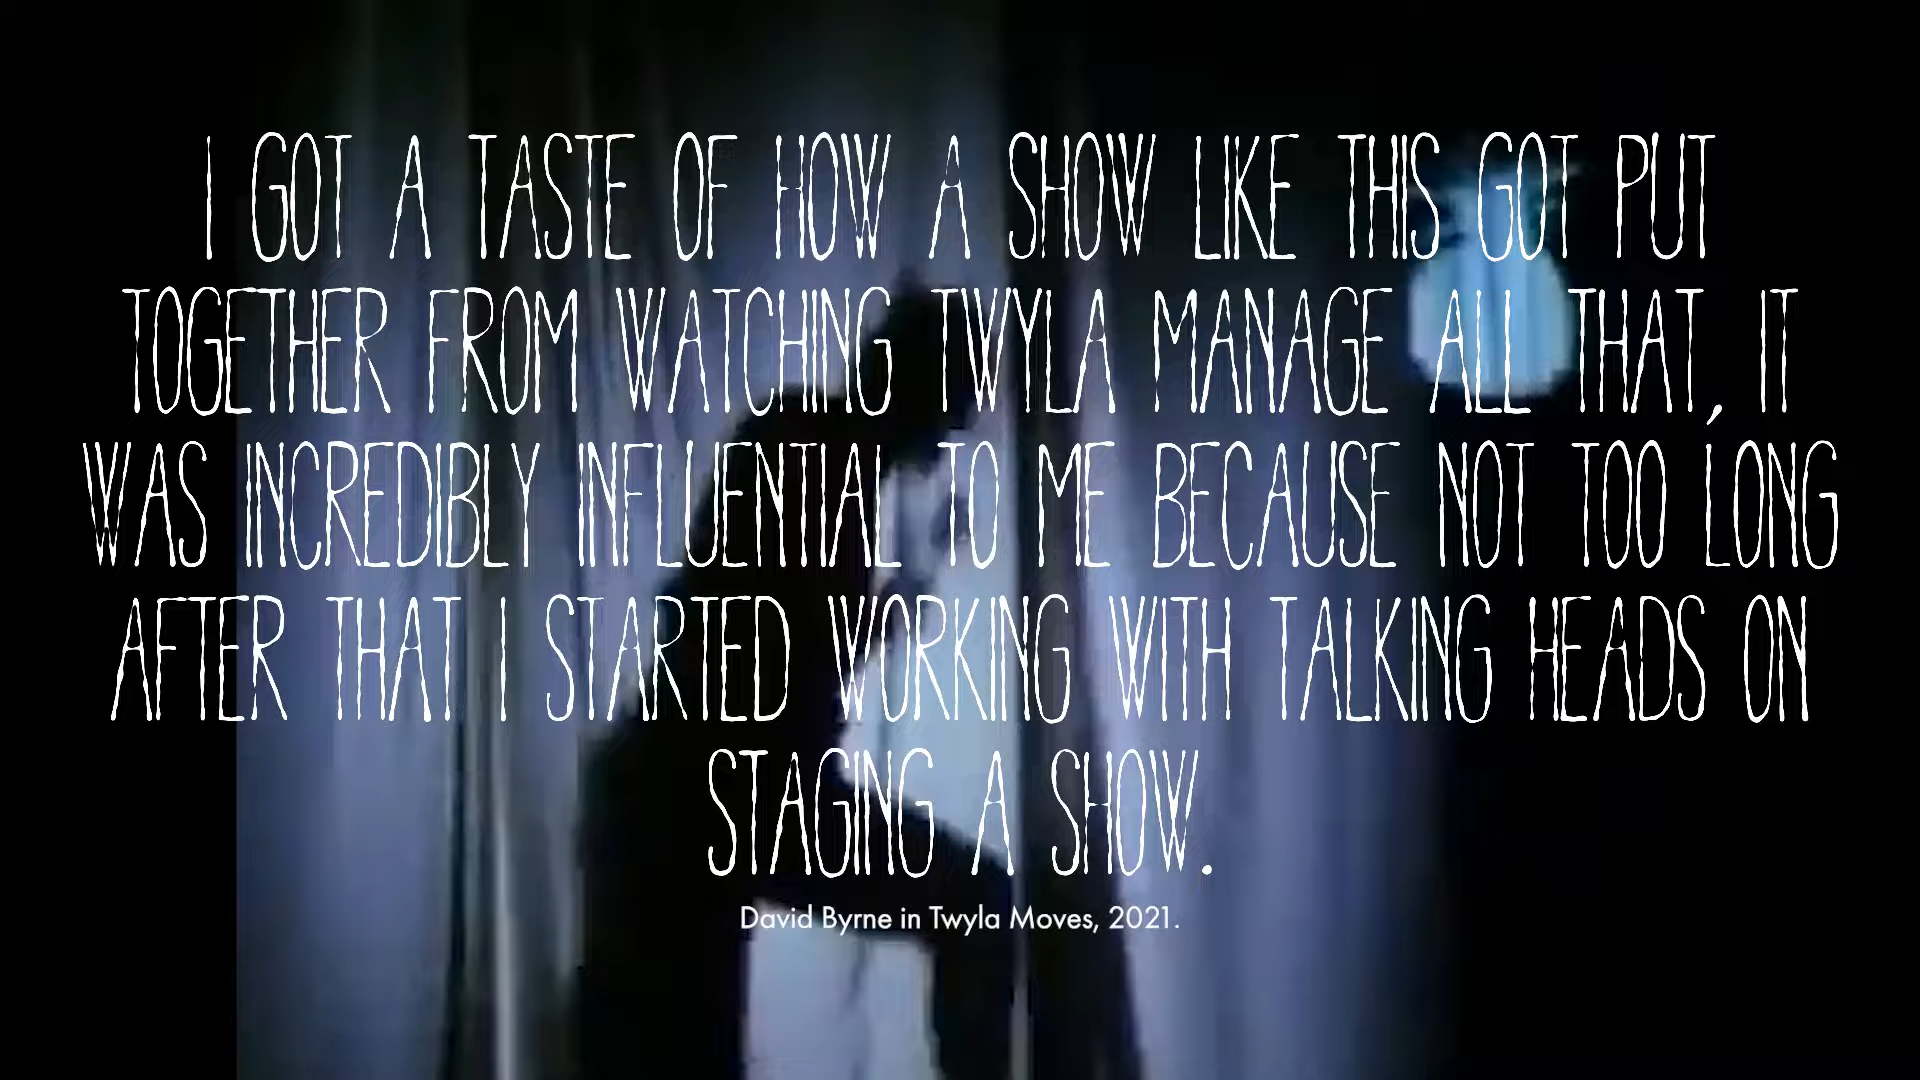 I GOT A TASTE OF HOW A SHOW LIKE THIS GOT PUT
TOGETHER FROM WATCHING TWYLA MANAGE ALL THAT, IT
WAS INCREDIBLY INFLUENTIAL TO ME BECAUSE NOT TOO LONG
AFTER THAT I STARTED WORKING WITH TALKING HEADS ON
STAGING A SHOW.
David Byrne in Twyla Moves, 2021.